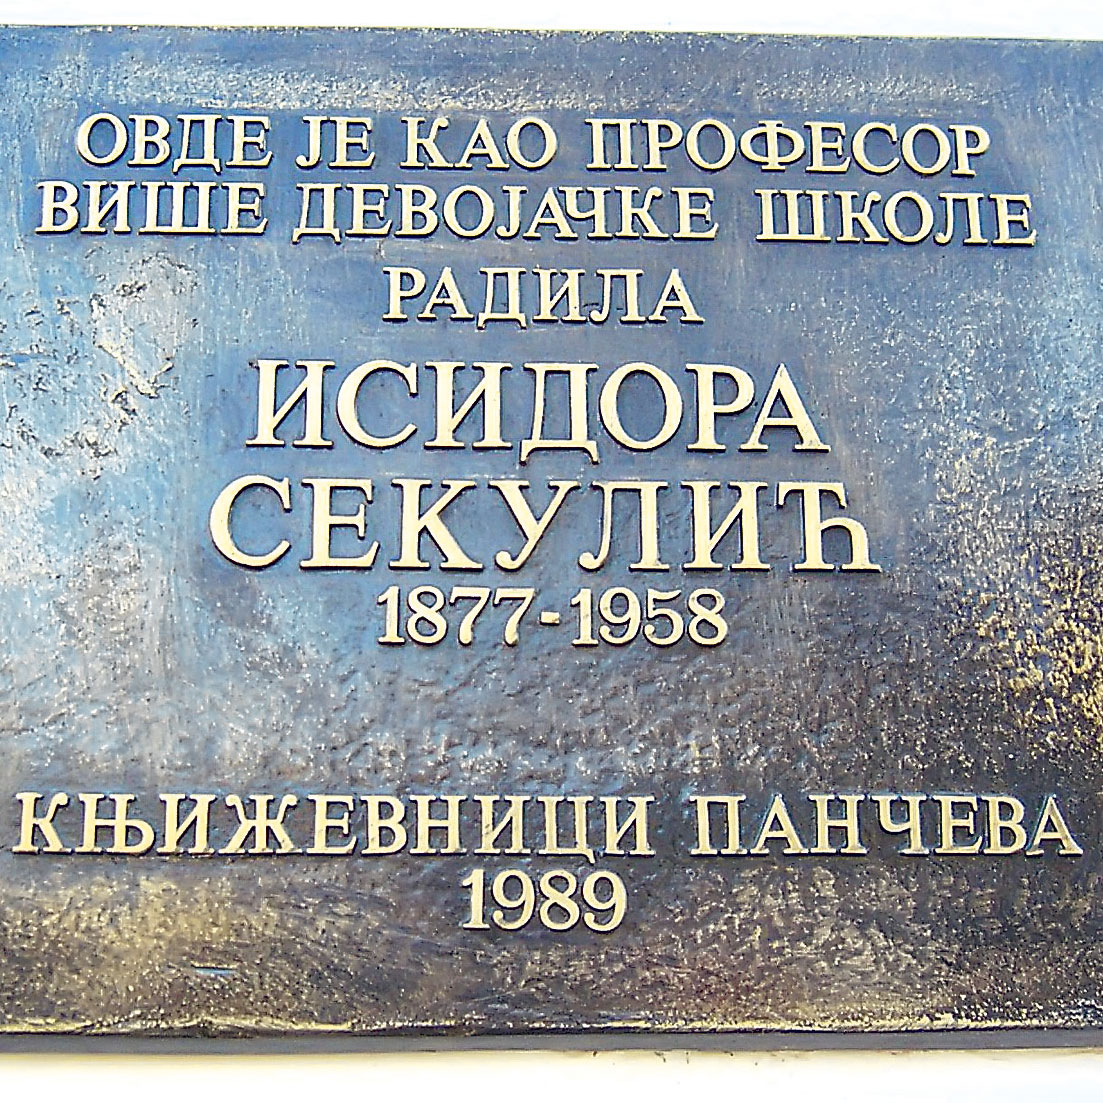 ОВДЕ ЈЕ КАО ПРОФЕСОР
ВИШЕ ДЕВОЈАЧКЕ ШКОЛЕ
РАДИЛА
ИСИДОРА
СЕКУЛИЋ
1877-1958
КЊИЖЕВНИЦИ ПАНЧЕВА
1989